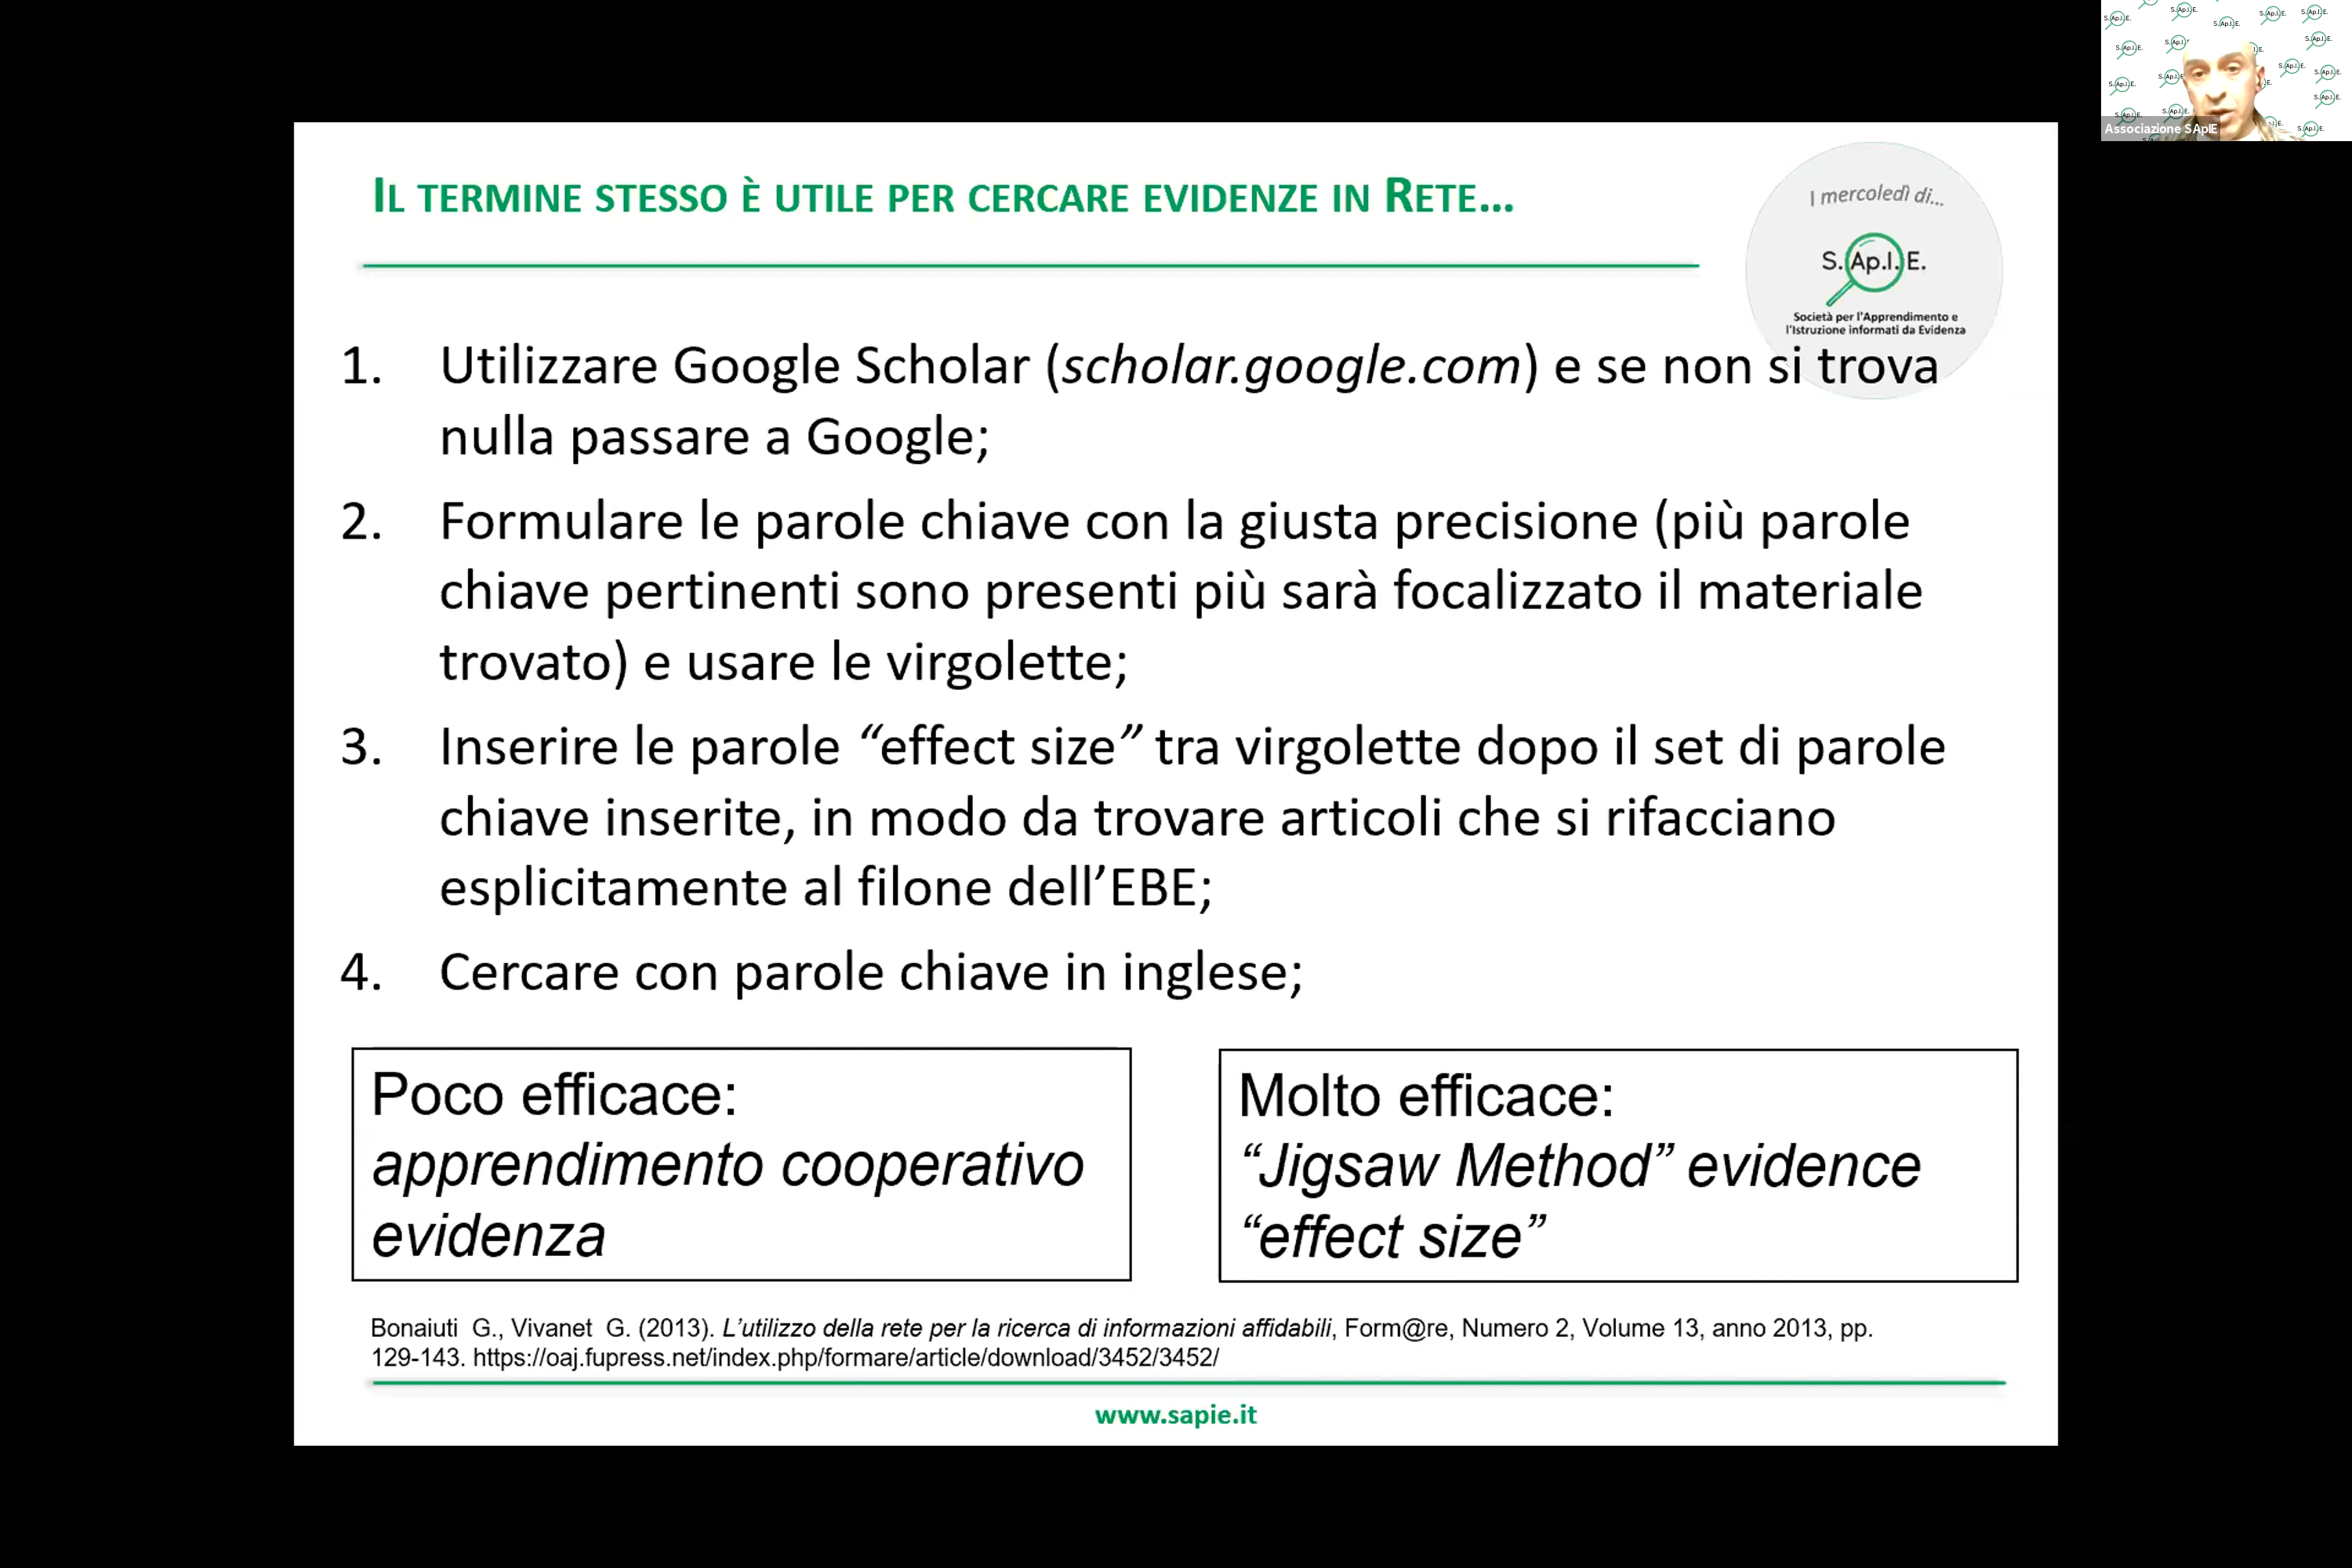 S.Ap.I.E.
Associazione SApIE
IL TERMINE STESSO È UTILE PER CERCARE EVIDENZE IN RETE...
I mercoledì di...
S.Ap.I.E.
Società per l'Apprendimento e
l'Istruzione informati da Evidenza
1. Utilizzare Google Scholar (scholar.google.com) e se non si trova
nulla passare a Google;
2. Formulare le parole chiave con la giusta precisione (più parole
chiave pertinenti sono presenti più sarà focalizzato il materiale
trovato) e usare le virgolette;
3. Inserire le parole “effect size” tra virgolette dopo il set di parole
chiave inserite, in modo da trovare articoli che si rifacciano
esplicitamente al filone dell’EBE;
4. Cercare con parole chiave in inglese;
Poco efficace:
apprendimento cooperativo
evidenza
Molto efficace:
“Jigsaw Method” evidence
“effect size”
Bonaiuti G., Vivanet G. (2013). L’utilizzo della rete per la ricerca di informazioni affidabili, Form@re, Numero 2, Volume 13, anno 2013, pp.
129-143. https://oaj.fupress.net/index.php/formare/article/download/3452/3452/
www.sapie.it